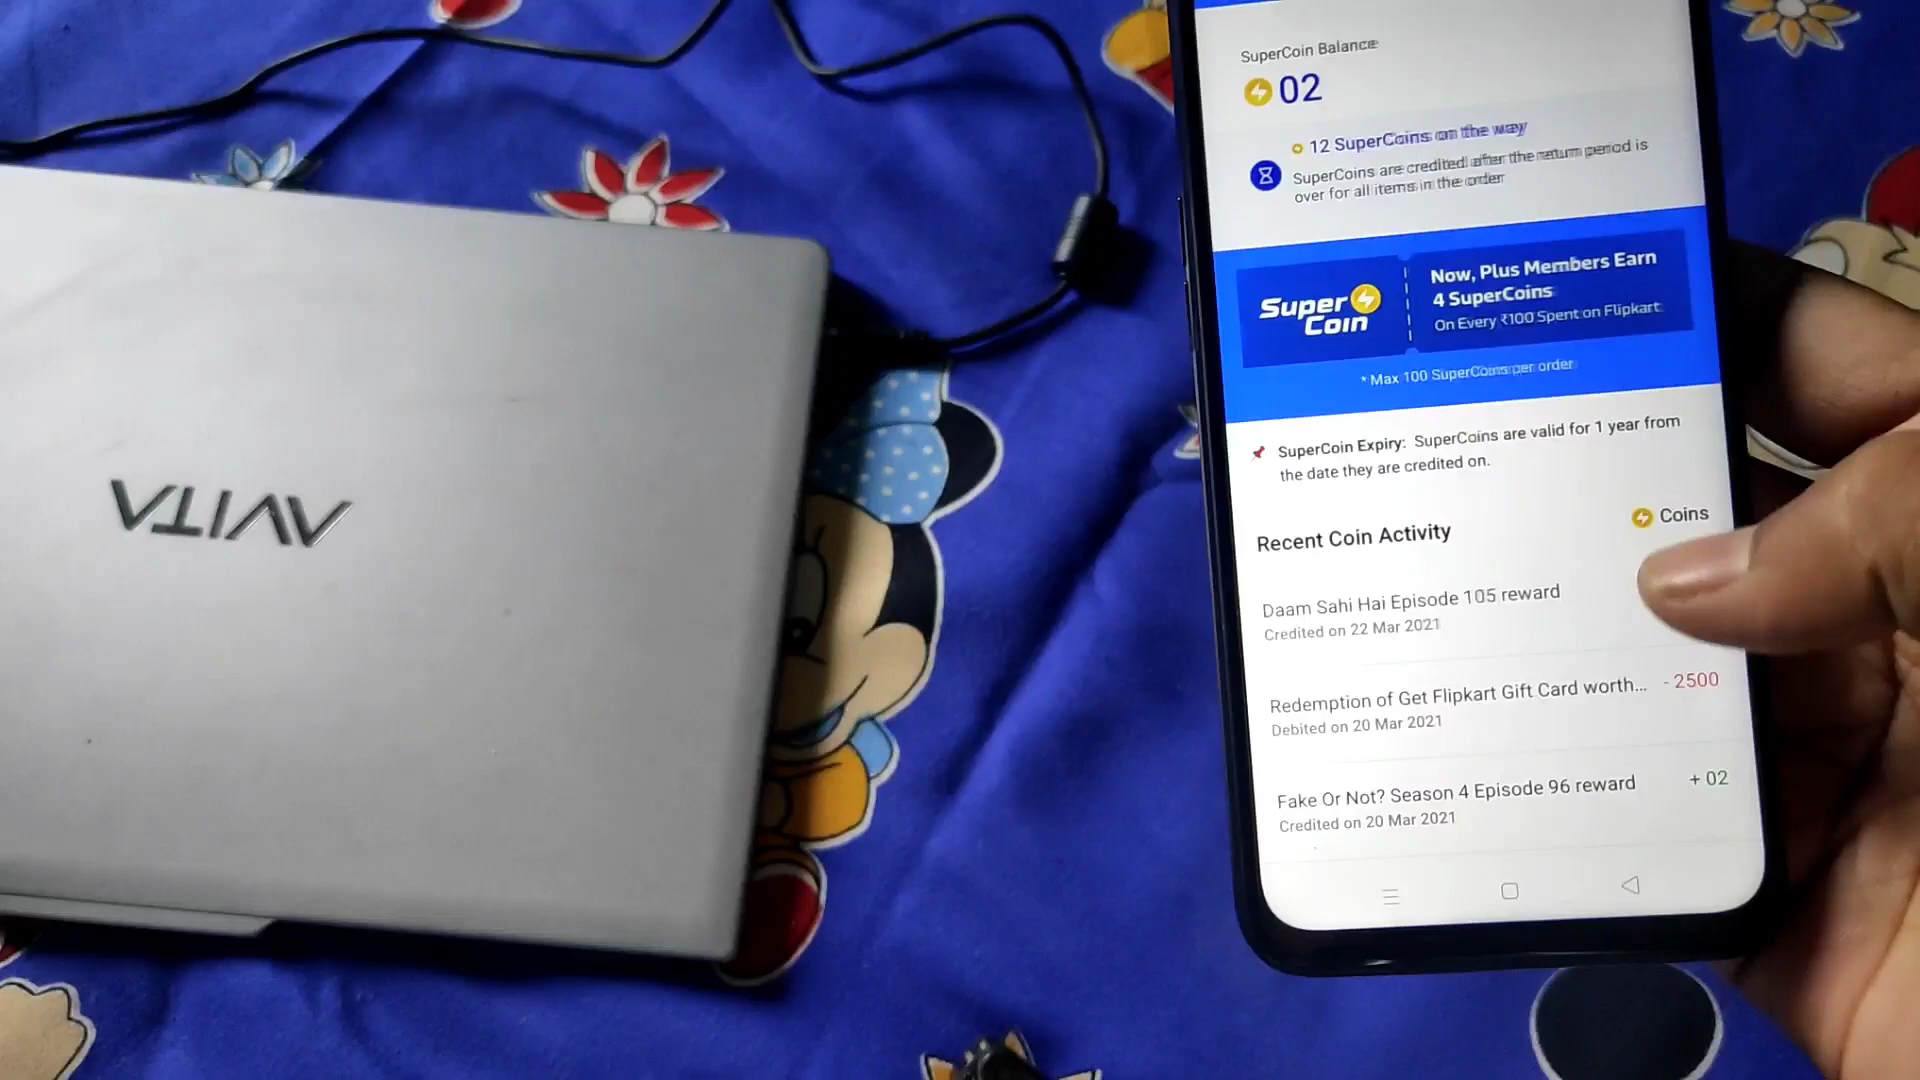 AVITA
SuperCoin Balance
02
12 SuperCoins on the way
SuperCoins are credited after the return period is
over for all items in the order
Super
Coin
Now, Plus Members Earn
4 SuperCoins
On Every ₹100 Spent on Flipkart
* Max 100 SuperCoins per order
SuperCoin Expiry: SuperCoins are valid for 1 year from
the date they are credited on.
Recent Coin Activity
Coins
Daam Sahi Hai Episode 105 reward
Credited on 22 Mar 2021
Redemption of Get Flipkart Gift Card worth... - 2500
Debited on 20 Mar 2021
Fake Or Not? Season 4 Episode 96 reward + 02
Credited on 20 Mar 2021